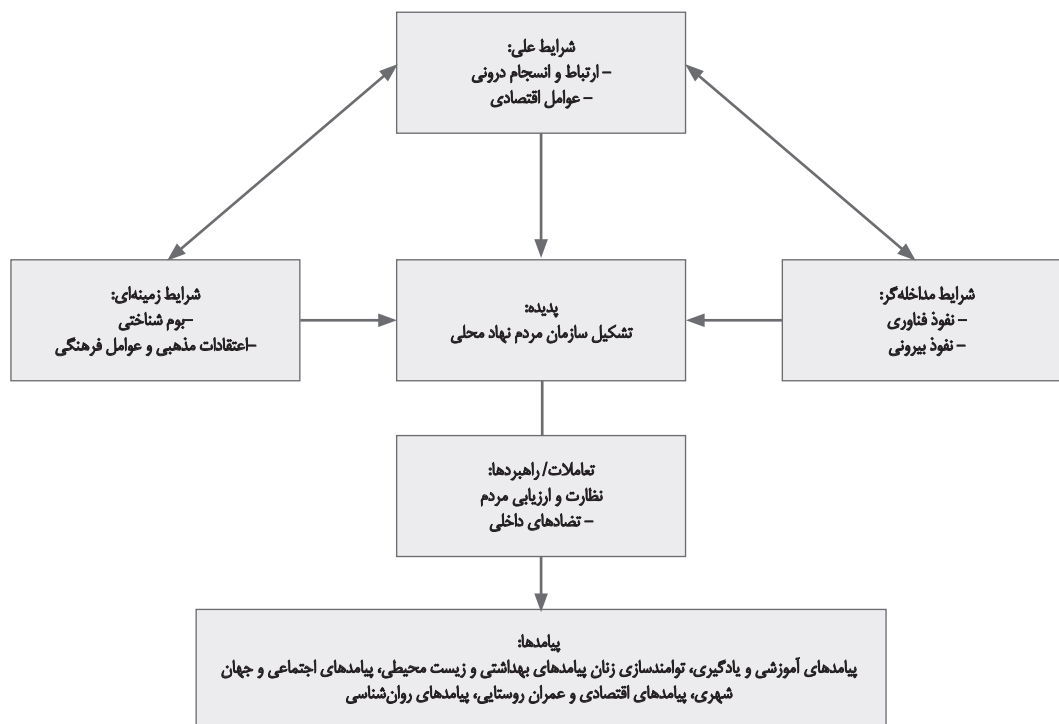 شرایط علی:
– ارتباط و انسجام درونی
– عوامل اقتصادی
شرایط مداخله‌گر:
– نفوذ فناوری
– نفوذ بیرونی
پدیده:
تشکیل سازمان مردم نهاد محلی
شرایط زمینه‌ای:
–بوم شناختی
–اعتقادات مذهبی و عوامل فرهنگی
تعاملات/ راهبردها:
نظارت و ارزیابی مردم
– تضادهای داخلی
پیامدها:
پیامدهای آموزشی و یادگیری، توامندسازی زنان پیامدهای بهداشتی و زیست محیطی، پیامدهای اجتماعی و جهان
شهری، پیامدهای اقتصادی و عمران روستایی، پیامدهای روان‌شناسی